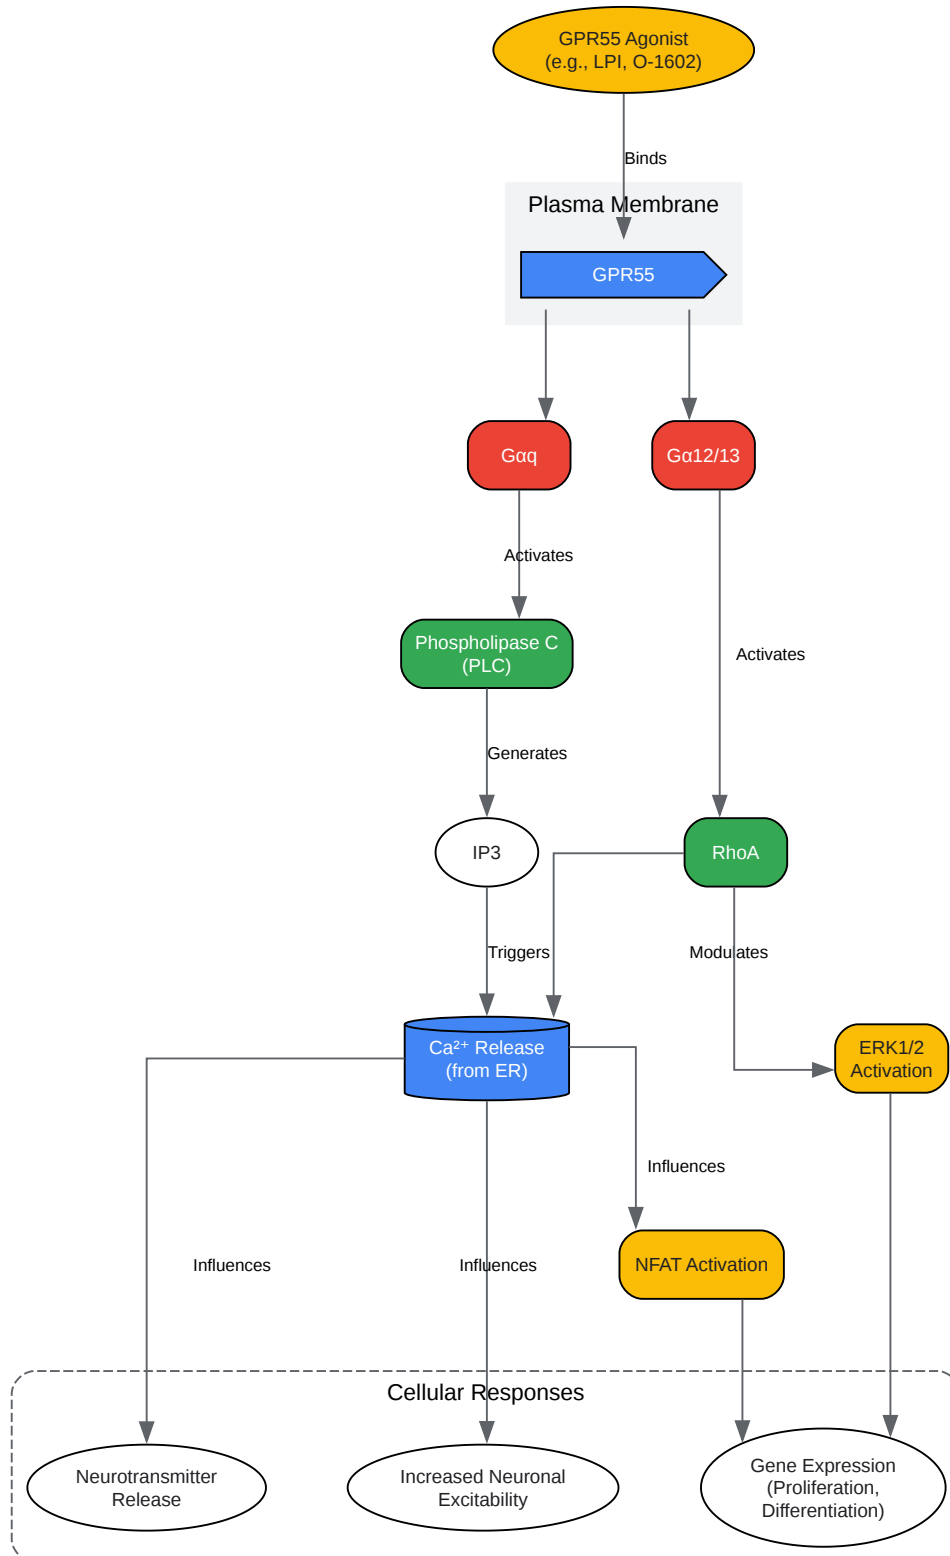 GPR55 Agonist
(e.g., LPI, O-1602)
Binds
Plasma Membrane
GPR55
Gαq
Gα12/13
Activates
Phospholipase C
(PLC)
Activates
Generates
IP3
RhoA
Triggers
Modulates
Ca²⁺ Release
(from ER)
ERK1/2
Activation
Influences
Influences
Influences
NFAT Activation
Cellular Responses
Neurotransmitter
Release
Increased Neuronal
Excitability
Gene Expression
(Proliferation,
Differentiation)